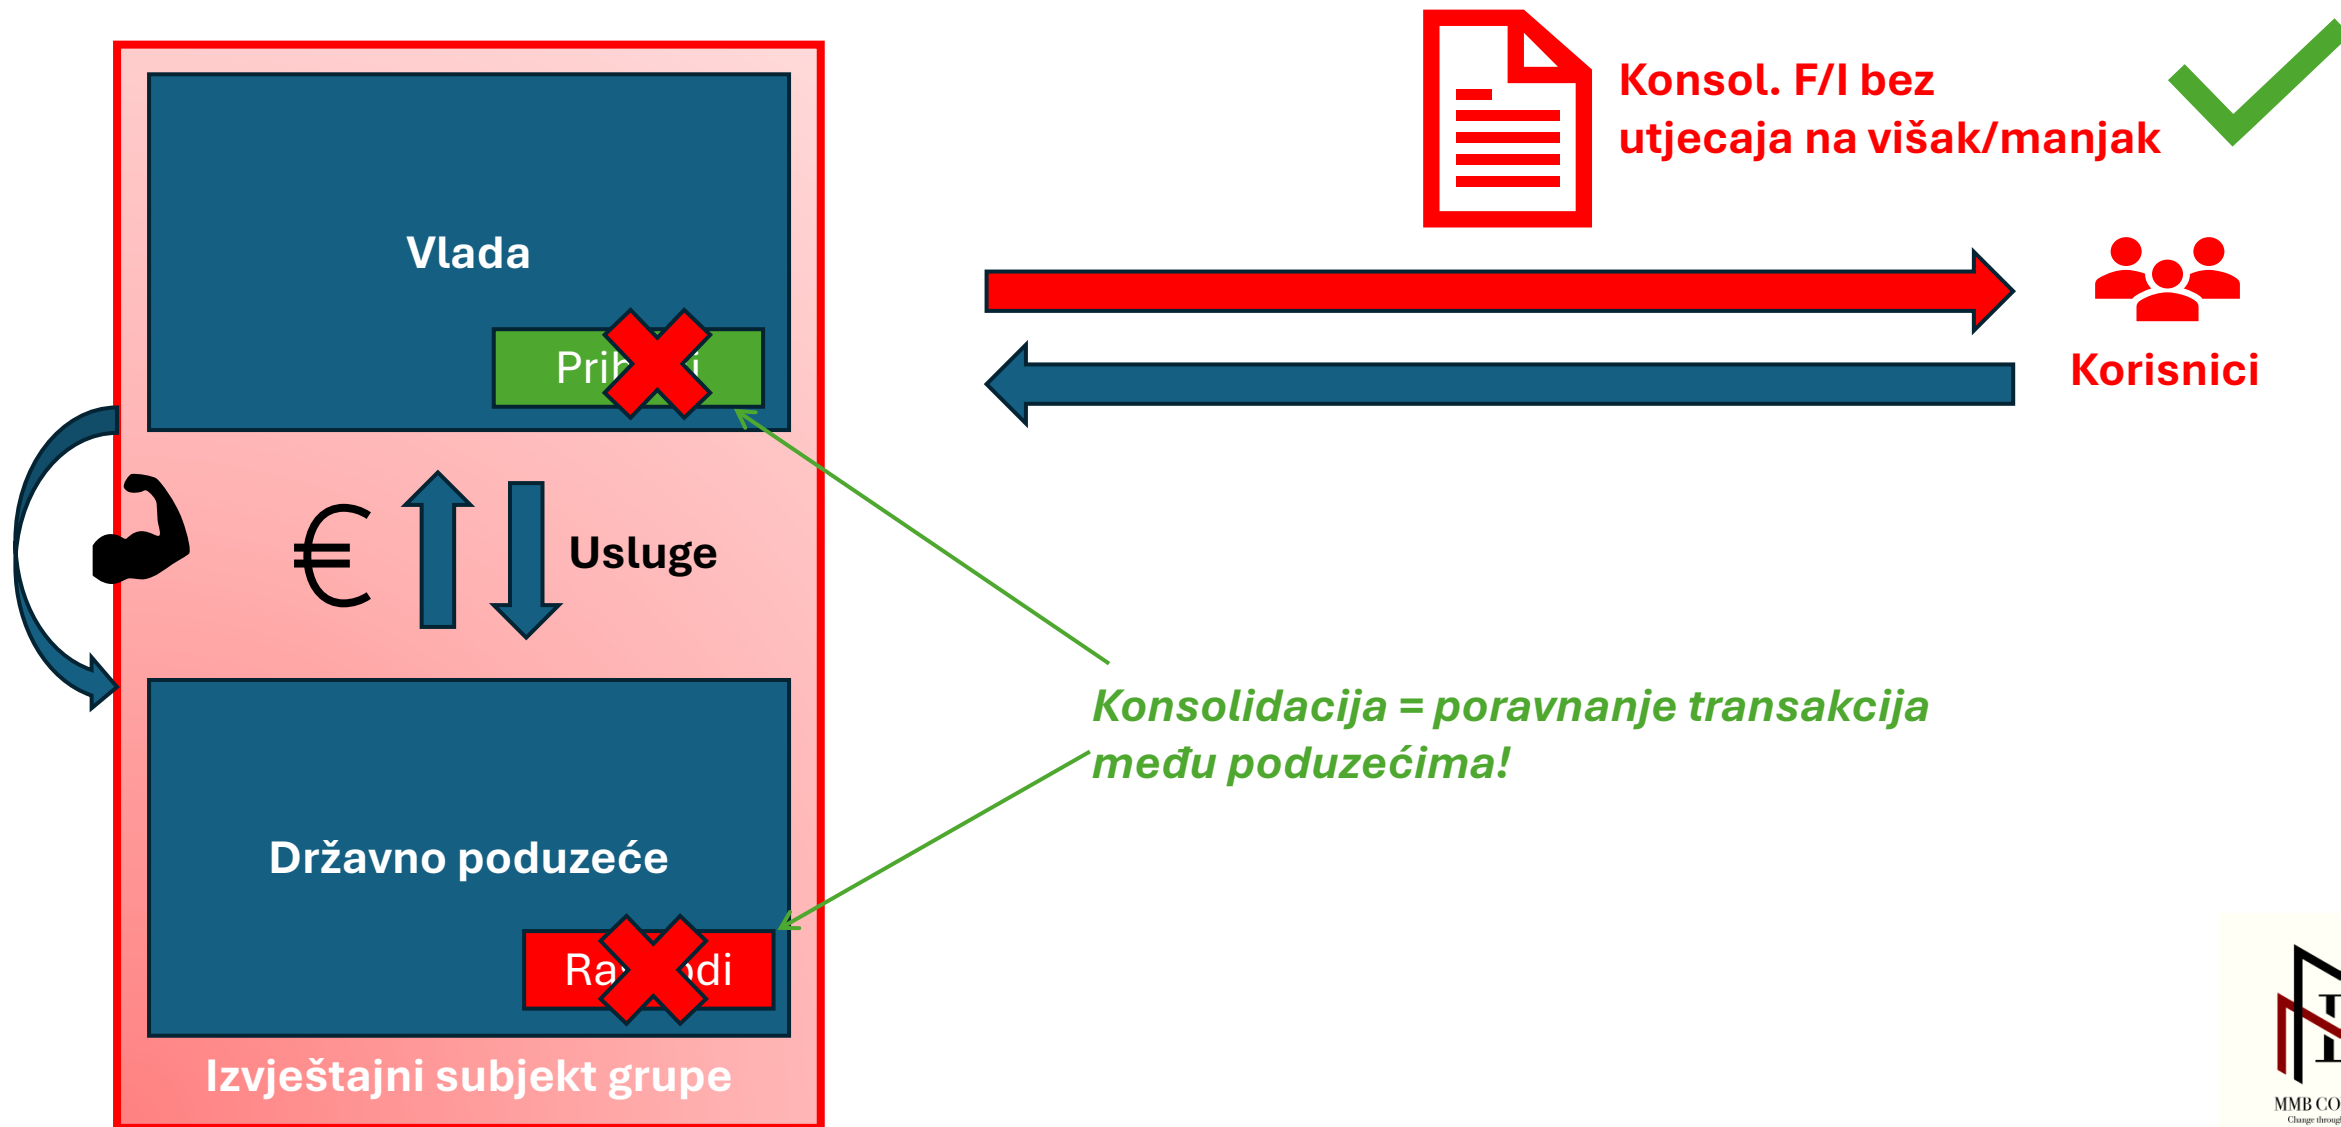 Konsol. F/I bez
utjecaja na višak/manjak
Vlada
Korisnici
€
Usluge
Konsolidacija = poravnanje transakcija
među poduzećima!
Državno poduzeće
Izvještajni subjekt grupe